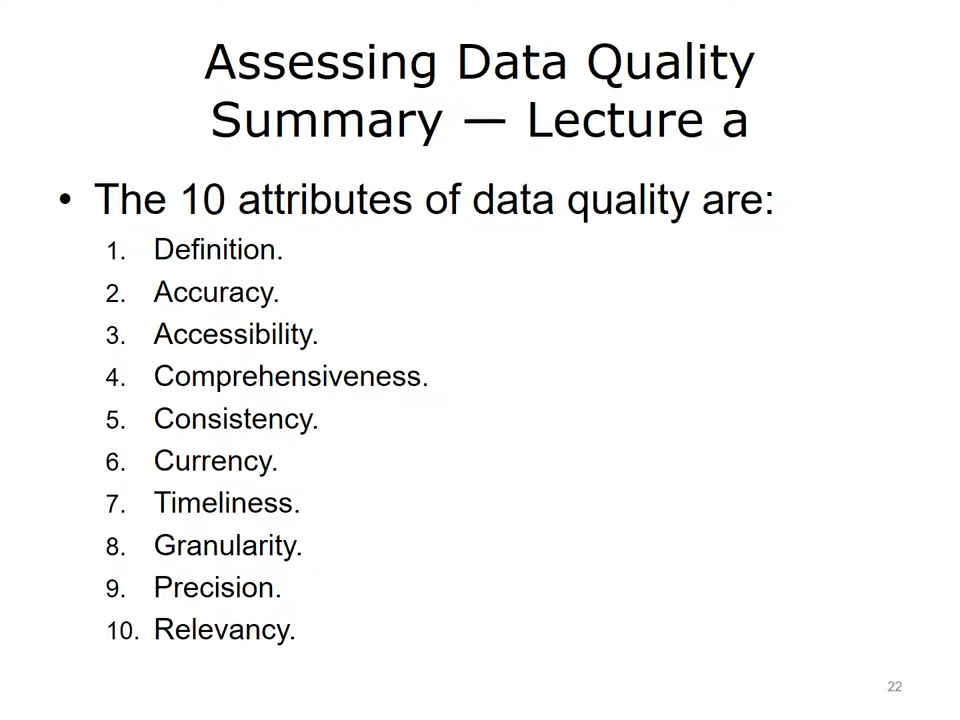 Assessing Data Quality
Summary — Lecture a
• The 10 attributes of data quality are:
1. Definition.
2. Accuracy.
3. Accessibility.
4. Comprehensiveness.
5. Consistency.
6. Currency.
7. Timeliness.
8. Granularity.
9. Precision.
10. Relevancy.
22